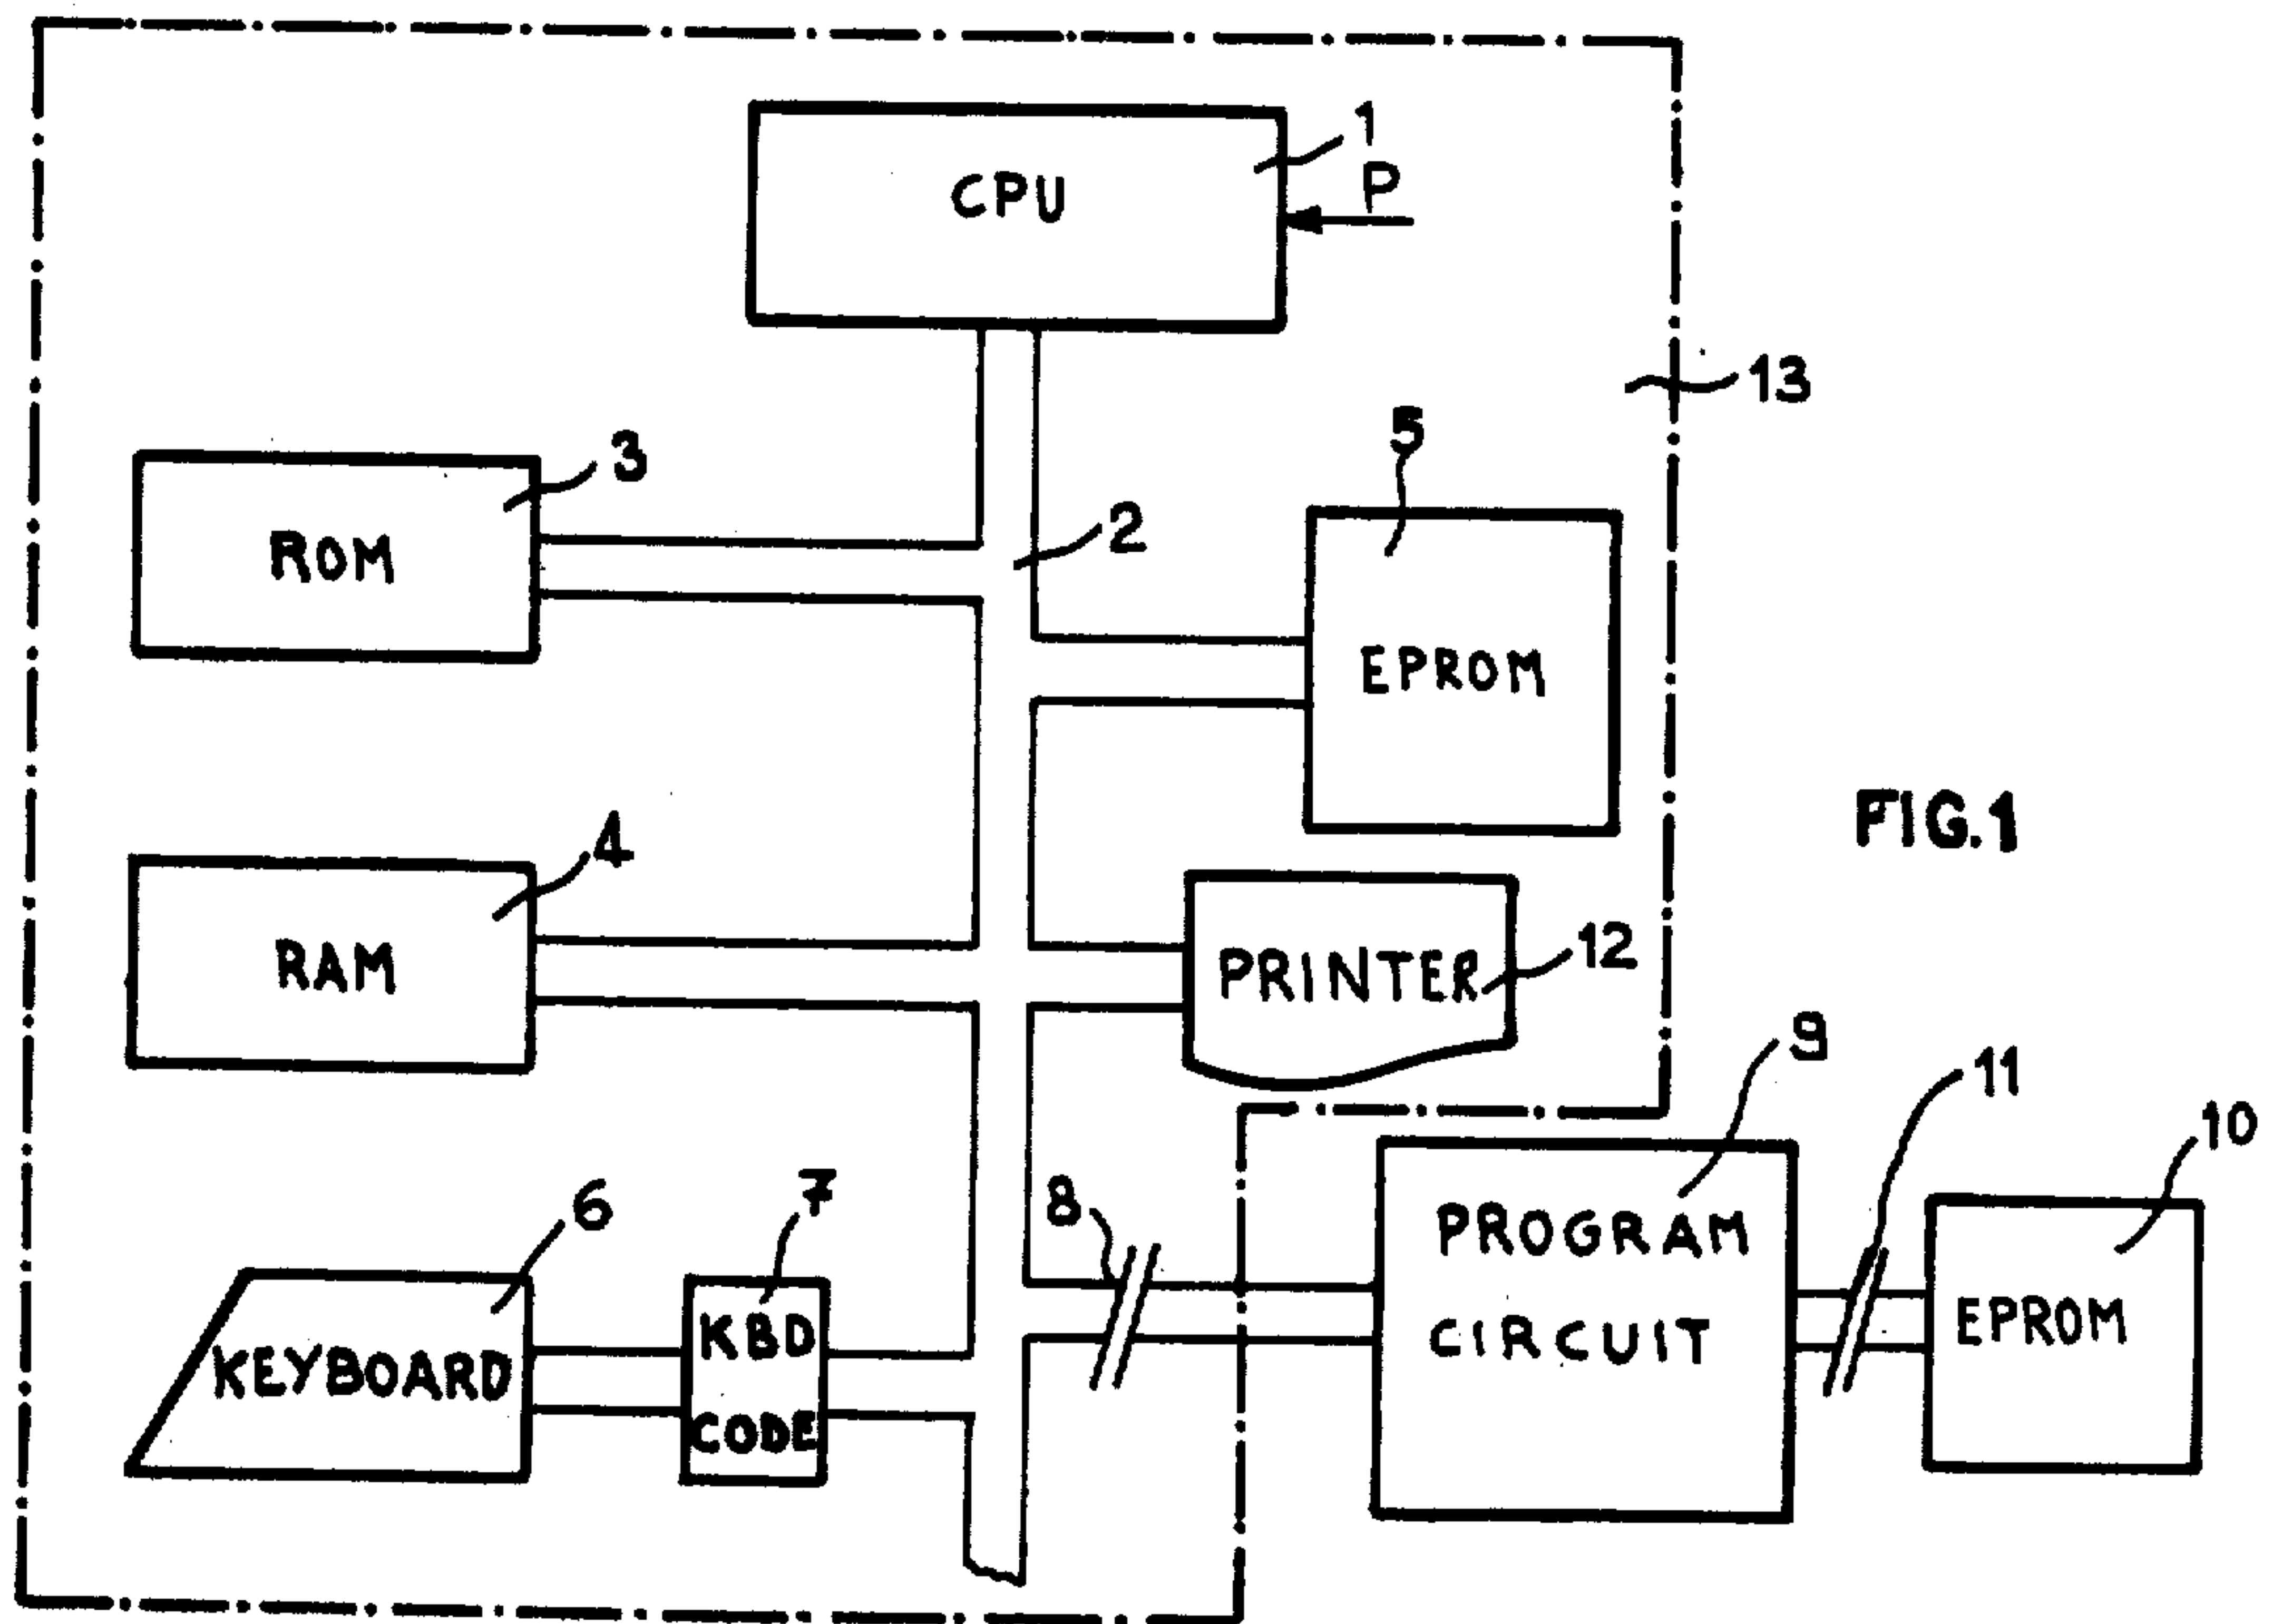 1
P
CPU
13
3
ROM
2
5
EPROM
FIG.1
4
RAM
PRINTER
12
9
11
10
6
KEYBOARD
7
KBD
CODE
8
PROGRAM
CIRCUIT
EPROM